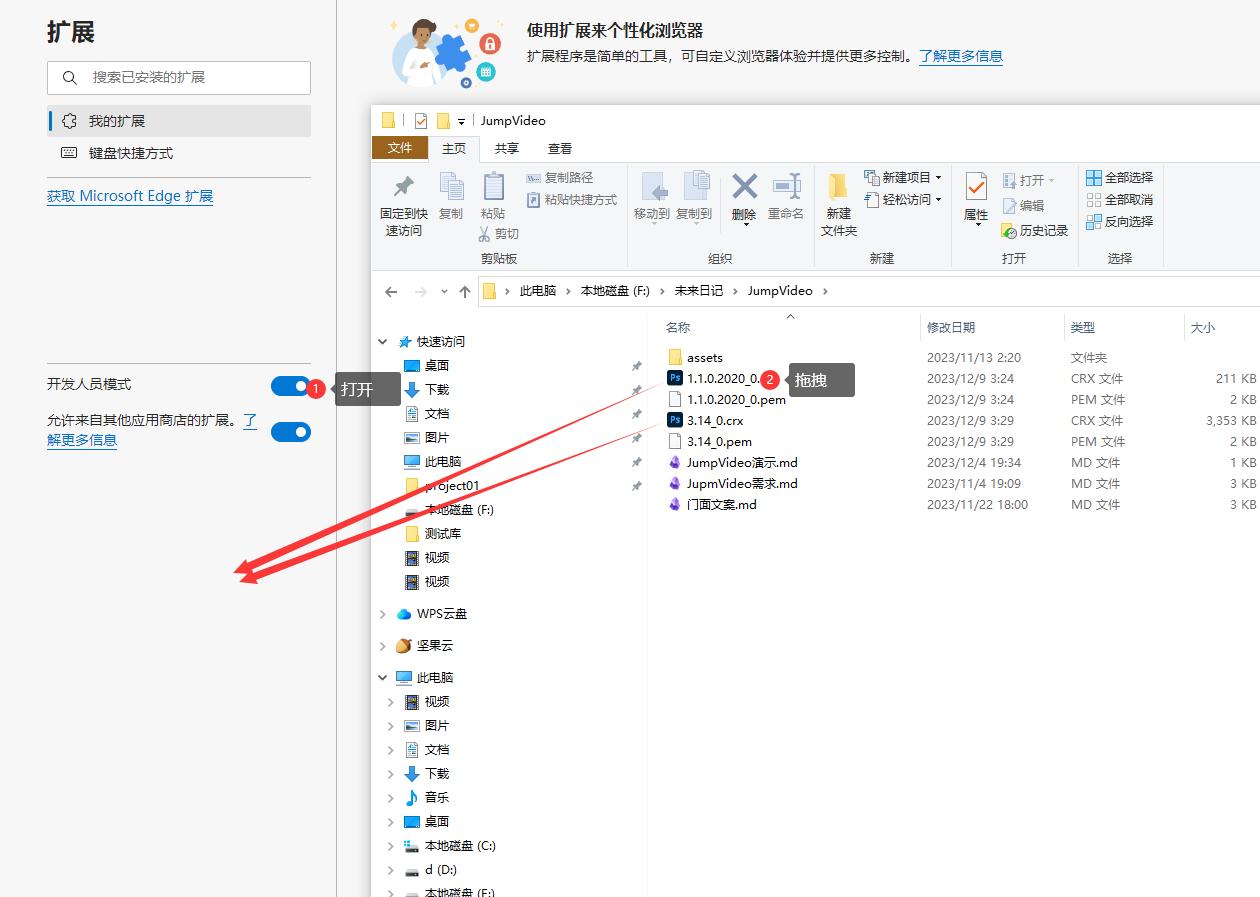 扩展
搜索已安装的扩展
我的扩展
键盘快捷方式
获取 Microsoft Edge 扩展
开发人员模式
1
打开
允许来自其他应用商店的扩展。了
解更多信息
使用扩展来个性化浏览器
扩展程序是简单的工具，可自定义浏览器体验并提供更多控制。了解更多信息
JumpVideo
文件 主页 共享 查看
固定到快
速访问
复制
粘贴
复制路径
粘贴快捷方式
剪切
剪贴板
移动到 复制到 删除 重命名
组织
新建
文件夹
新建项目
轻松访问
新建
属性
打开
编辑
历史记录
打开
全部选择
全部取消
反向选择
选择
此电脑 本地磁盘 (F:) 未来日记 JumpVideo
快速访问
桌面
下载
文档
图片
此电脑
project01
本地磁盘 (F:)
测试库
视频
视频
WPS云盘
坚果云
此电脑
视频
图片
文档
下载
音乐
桌面
本地磁盘 (C:)
d (D:)
本地磁盘 (E:)
名称 修改日期 类型 大小
assets 2023/11/13 2:20 文件夹
Ps 1.1.0.2020_0. 2 拖拽 2023/12/9 3:24 CRX 文件 211 KB
1.1.0.2020_0.pem 2023/12/9 3:24 PEM 文件 2 KB
Ps 3.14_0.crx 2023/12/9 3:29 CRX 文件 3,353 KB
3.14_0.pem 2023/12/9 3:29 PEM 文件 2 KB
JumpVideo演示.md 2023/12/4 19:34 MD 文件 1 KB
JupmVideo需求.md 2023/11/4 19:09 MD 文件 3 KB
门面文案.md 2023/11/22 18:00 MD 文件 3 KB